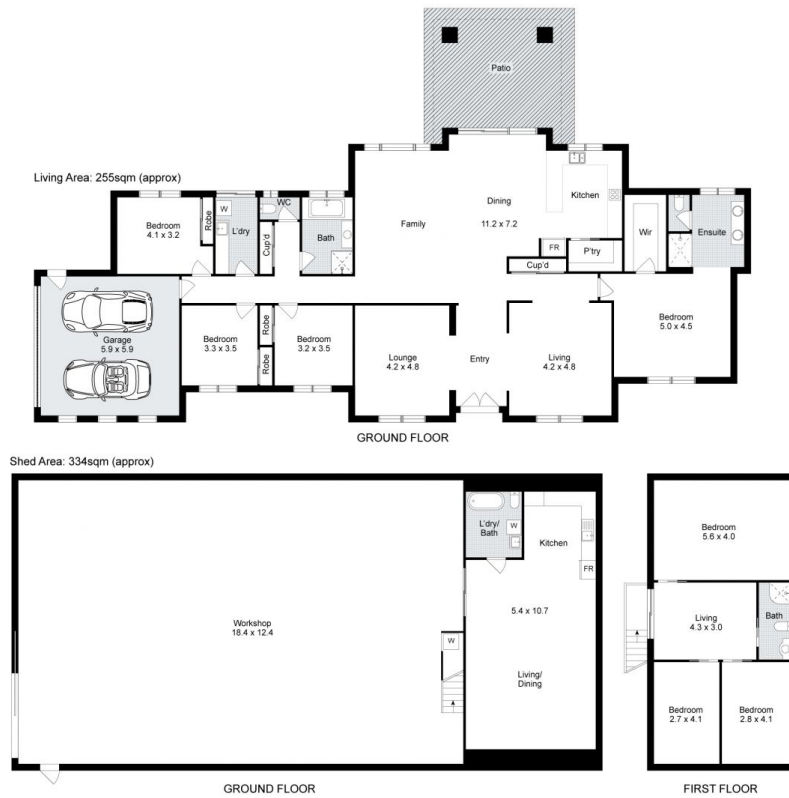 Patio
Living Area: 255sqm (approx)
Bedroom
4.1 x 3.2
Robe
W
L'dry
WC
Cup'd
Bath
Family
Dining
11.2 x 7.2
Kitchen
FR
P'try
Cup'd
Wir
Ensuite
Garage
5.9 x 5.9
Bedroom
3.3 x 3.5
Robe
Robe
Bedroom
3.2 x 3.5
Lounge
4.2 x 4.8
Entry
Living
4.2 x 4.8
Bedroom
5.0 x 4.5
GROUND FLOOR
Shed Area: 334sqm (approx)
Workshop
18.4 x 12.4
W
L'dry/
Bath
W
Kitchen
FR
5.4 x 10.7
Living/
Dining
GROUND FLOOR
Bedroom
5.6 x 4.0
Living
4.3 x 3.0
Bath
Bedroom
2.7 x 4.1
Bedroom
2.8 x 4.1
FIRST FLOOR